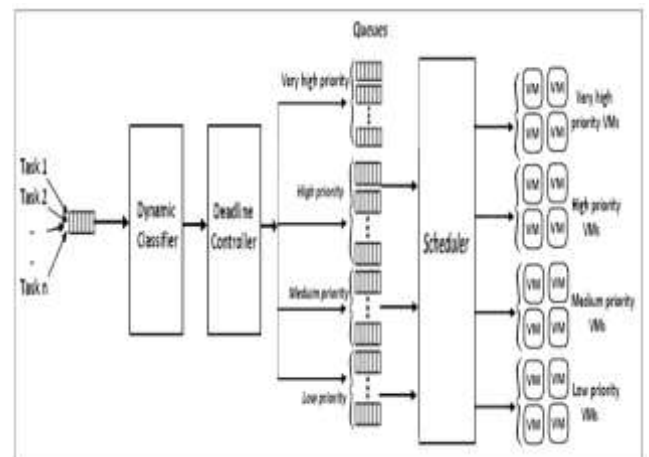 Queues
Very high priority
High priority
Medium priority
Low priority
Task 1
Task 2
-
-
Task n
Dynamic
Classifier
Deadline
Controller
Scheduler
VM VM
VM VM
Very high
priority VMs
VM VM
VM VM
High priority
VMs
VM VM
VM VM
Medium priority
VMs
VM VM
VM VM
Low priority
VMs